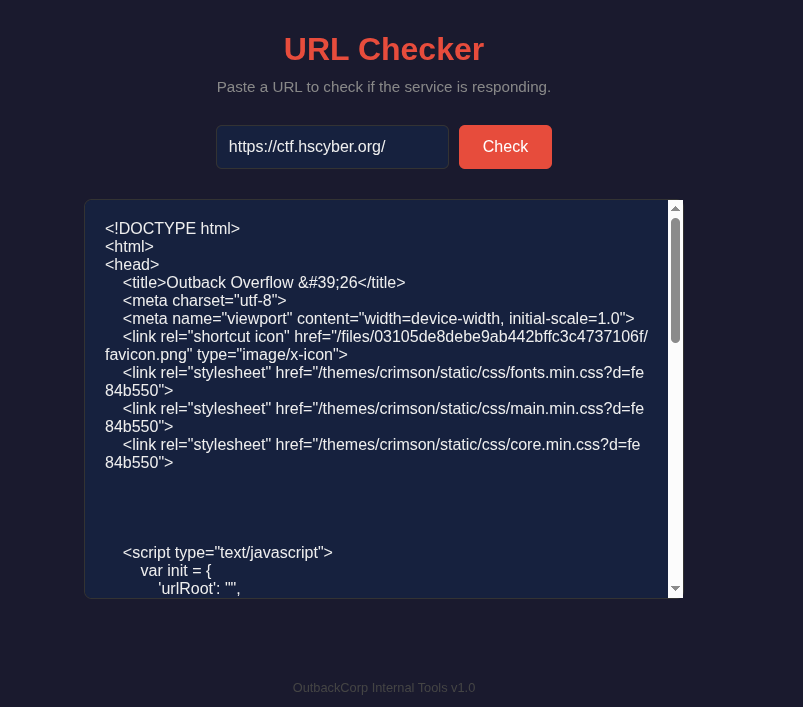 URL Checker
Paste a URL to check if the service is responding.
https://ctf.hscyber.org/
Check
<!DOCTYPE html>
<html>
<head>
<title>Outback Overflow &#39;26</title>
<meta charset="utf-8">
<meta name="viewport" content="width=device-width, initial-scale=1.0">
<link rel="shortcut icon" href="/files/03105de8debe9ab442bffc3c4737106f/
favicon.png" type="image/x-icon">
<link rel="stylesheet" href="/themes/crimson/static/css/fonts.min.css?d=fe
84b550">
<link rel="stylesheet" href="/themes/crimson/static/css/main.min.css?d=fe
84b550">
<link rel="stylesheet" href="/themes/crimson/static/css/core.min.css?d=fe
84b550">
<script type="text/javascript">
var init = {
'urlRoot': "",
OutbackCorp Internal Tools v1.0